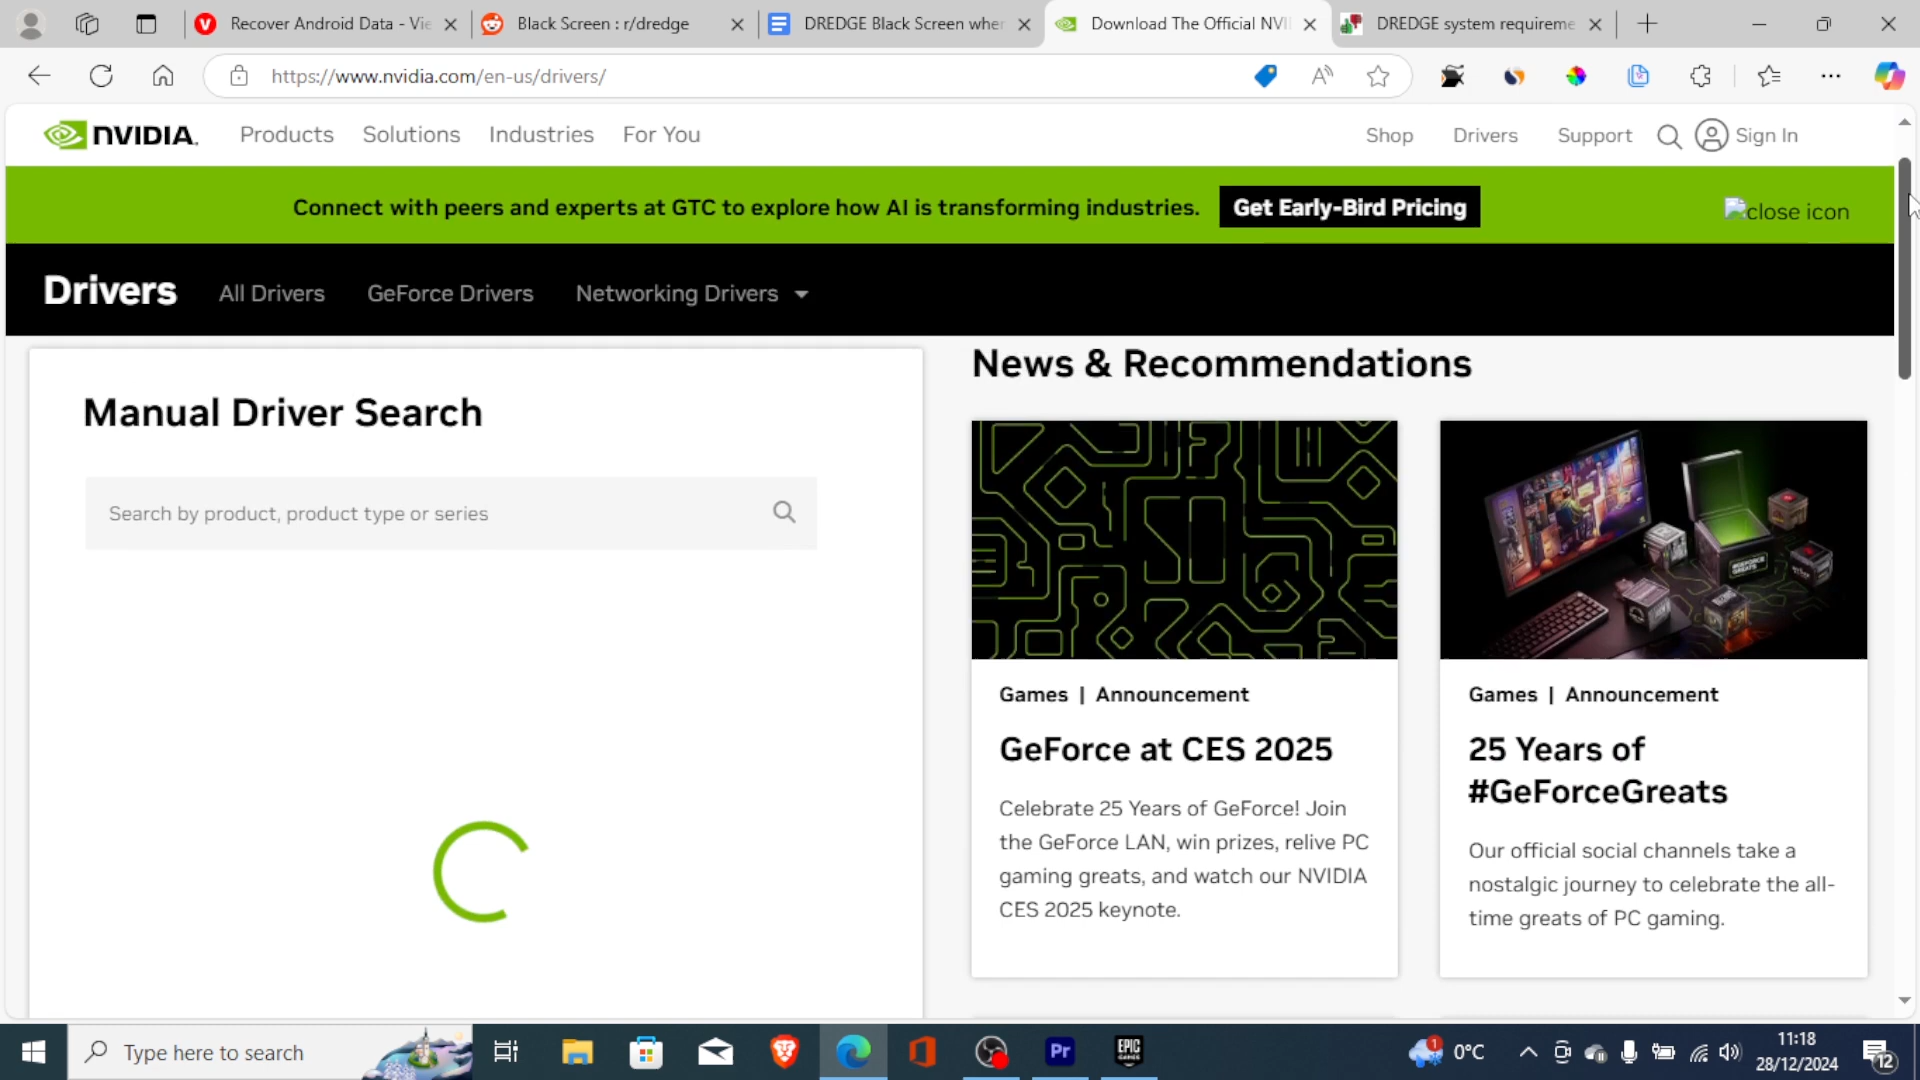 Recover Android Data - Vie
Black Screen : r/dredge
DREDGE Black Screen wher
Download The Official NVI
DREDGE system requireme
https://www.nvidia.com/en-us/drivers/
NVIDIA.
Products
Solutions
Industries
For You
Shop
Drivers
Support
Sign In
Connect with peers and experts at GTC to explore how AI is transforming industries.
Get Early-Bird Pricing
close icon
Drivers
All Drivers
GeForce Drivers
Networking Drivers
Manual Driver Search
Search by product, product type or series
News & Recommendations
Games | Announcement
GeForce at CES 2025
Celebrate 25 Years of GeForce! Join
the GeForce LAN, win prizes, relive PC
gaming greats, and watch our NVIDIA
CES 2025 keynote.
Games | Announcement
25 Years of
#GeForceGreats
Our official social channels take a
nostalgic journey to celebrate the all-
time greats of PC gaming.
Type here to search
Pr
EPIC
GAMES
1
0°C
11:18
28/12/2024
12